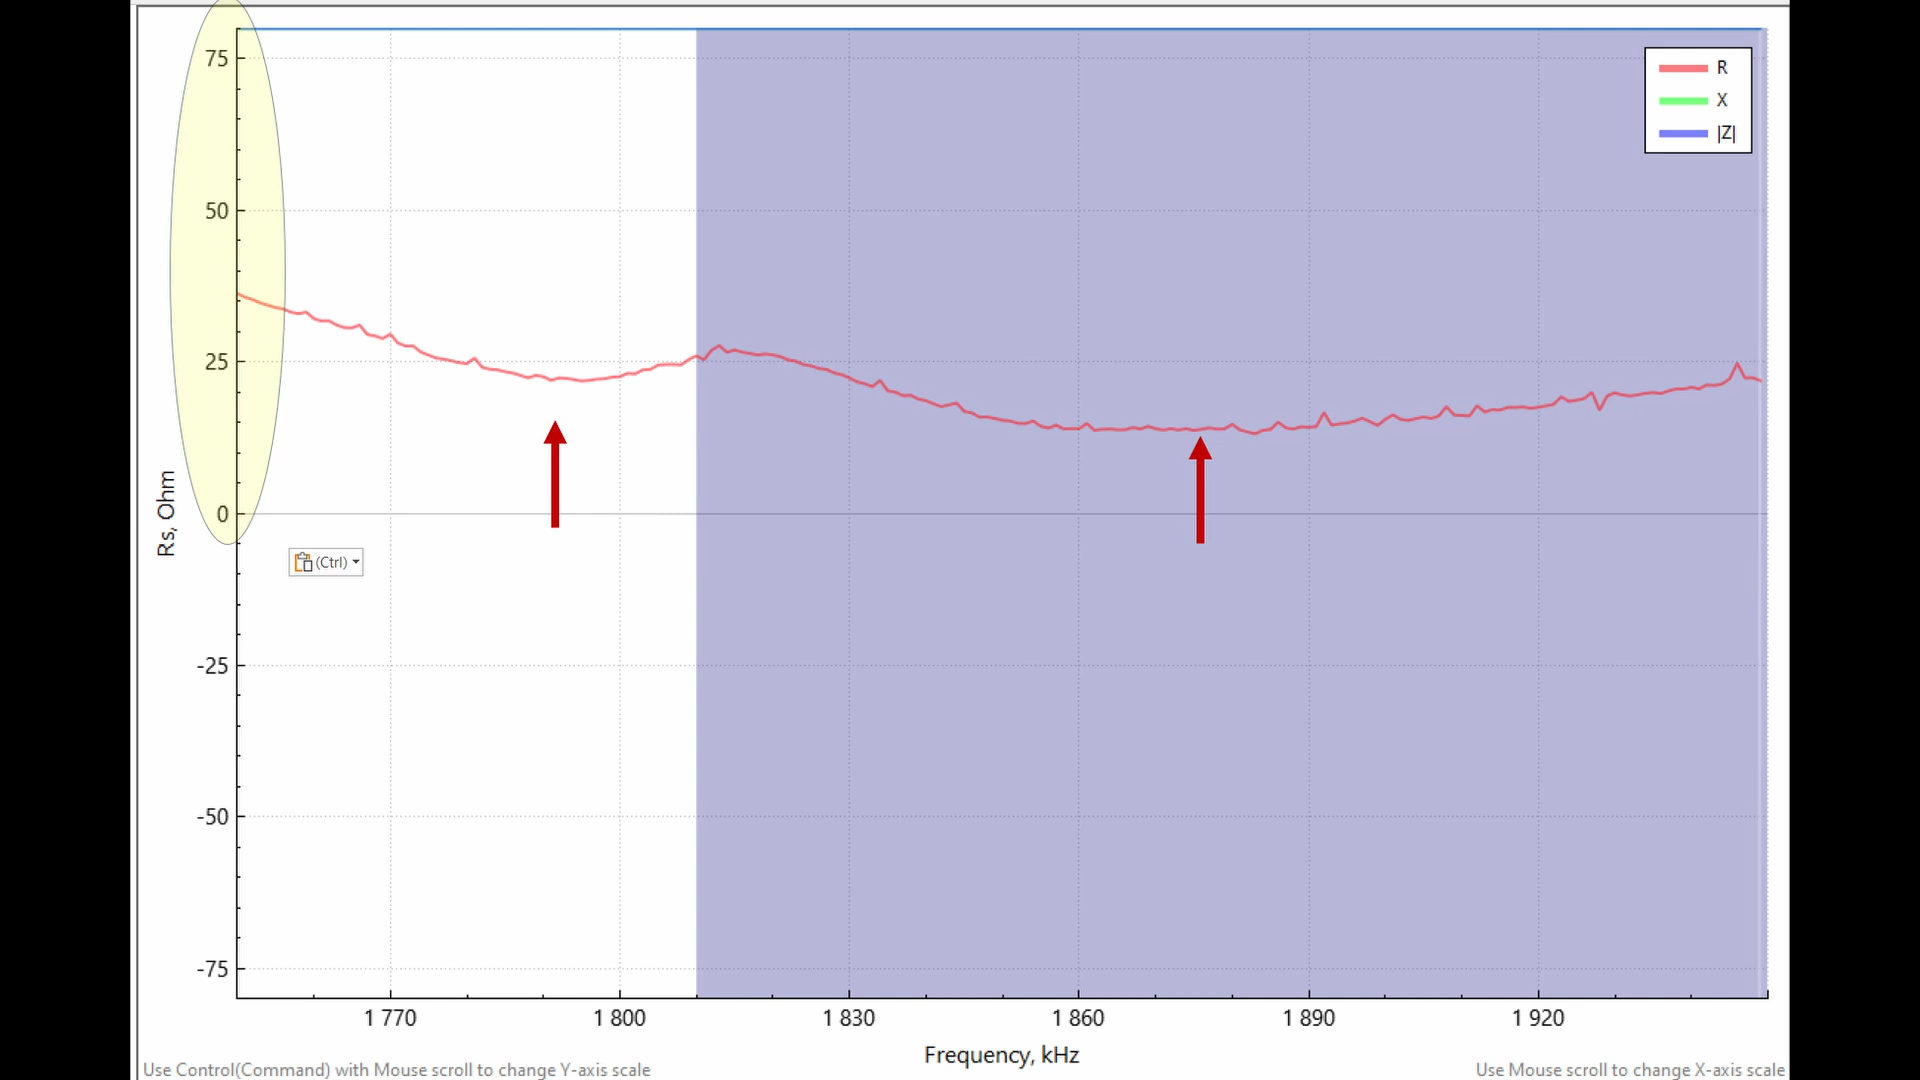 75
50
25
0
-25
-50
-75
Rs, Ohm
R
X
|Z|
(Ctrl)
1 770
1 800
1 830
1 860
1 890
1 920
Frequency, kHz
Use Control(Command) with Mouse scroll to change Y-axis scale
Use Mouse scroll to change X-axis scale